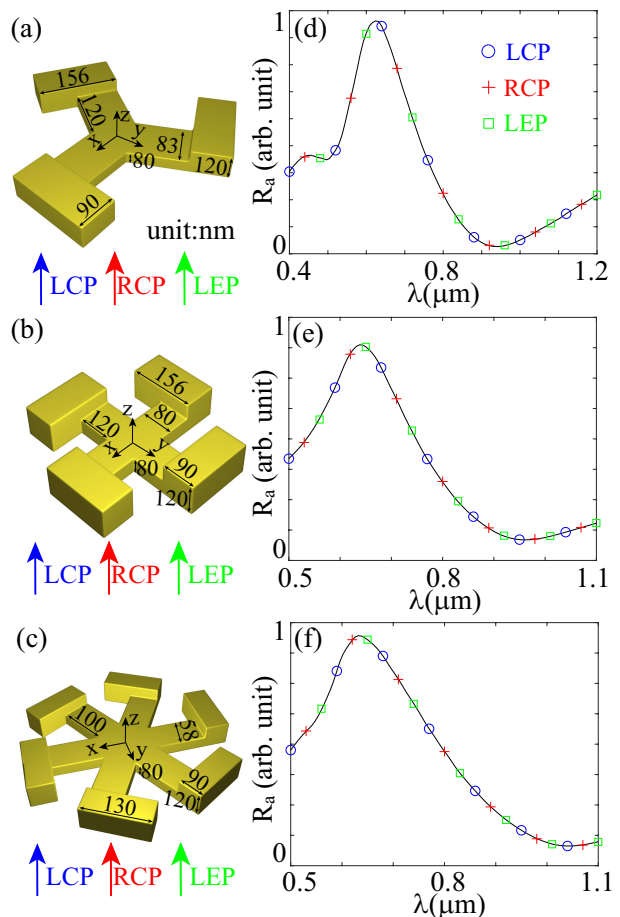 (a)
156
120
z
x
y
83
80
120
90
unit:nm
LCP RCP LEP
(d)
1
LCP
RCP
LEP
R_a (arb. unit)
0
0.4 0.8 1.2
λ(μm)
(b)
156
z
80
120
x
y
80
90
120
LCP RCP LEP
(e)
1
R_a (arb. unit)
0
0.5 0.8 1.1
λ(μm)
(c)
100
z
58
x
y
80
90
130
120
LCP RCP LEP
(f)
1
R_a (arb. unit)
0
0.5 0.8 1.1
λ(μm)